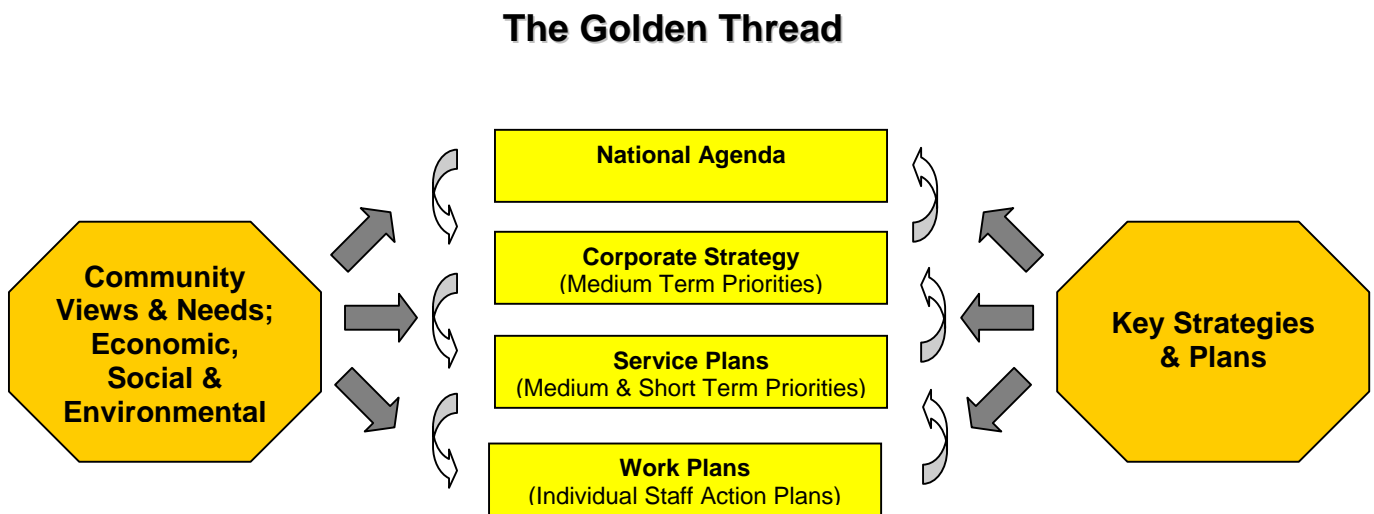 The Golden Thread
National Agenda
Corporate Strategy
(Medium Term Priorities)
Service Plans
(Medium & Short Term Priorities)
Work Plans
(Individual Staff Action Plans)
Community
Views & Needs;
Economic,
Social &
Environmental
Key Strategies
& Plans